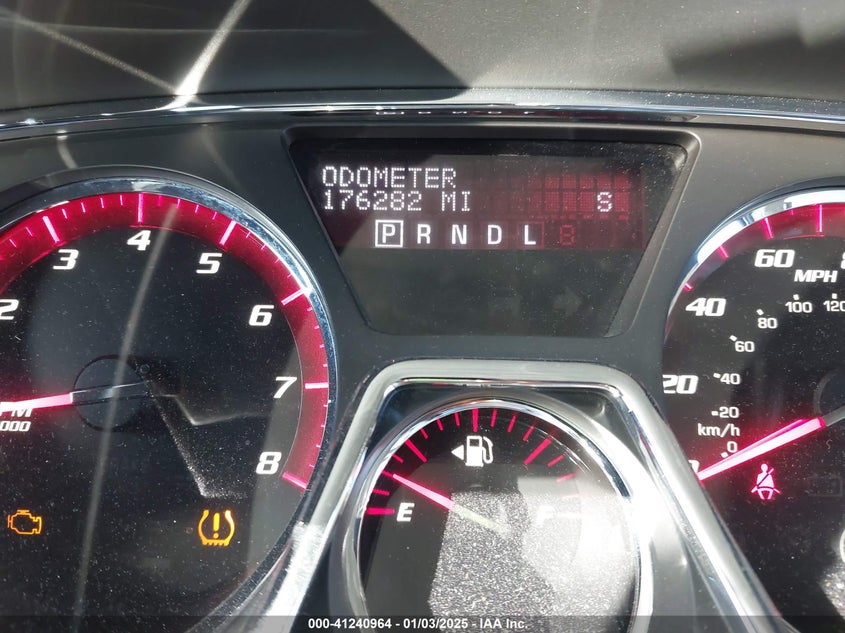 ODOMETER
176282 MI S
P R N D L
2 3 4 5 6 7 8
000
E
20 40 60
MPH
20 40 60 80 100 120
km/h
0
000-41240964 - 01/03/2025 - IAA Inc.